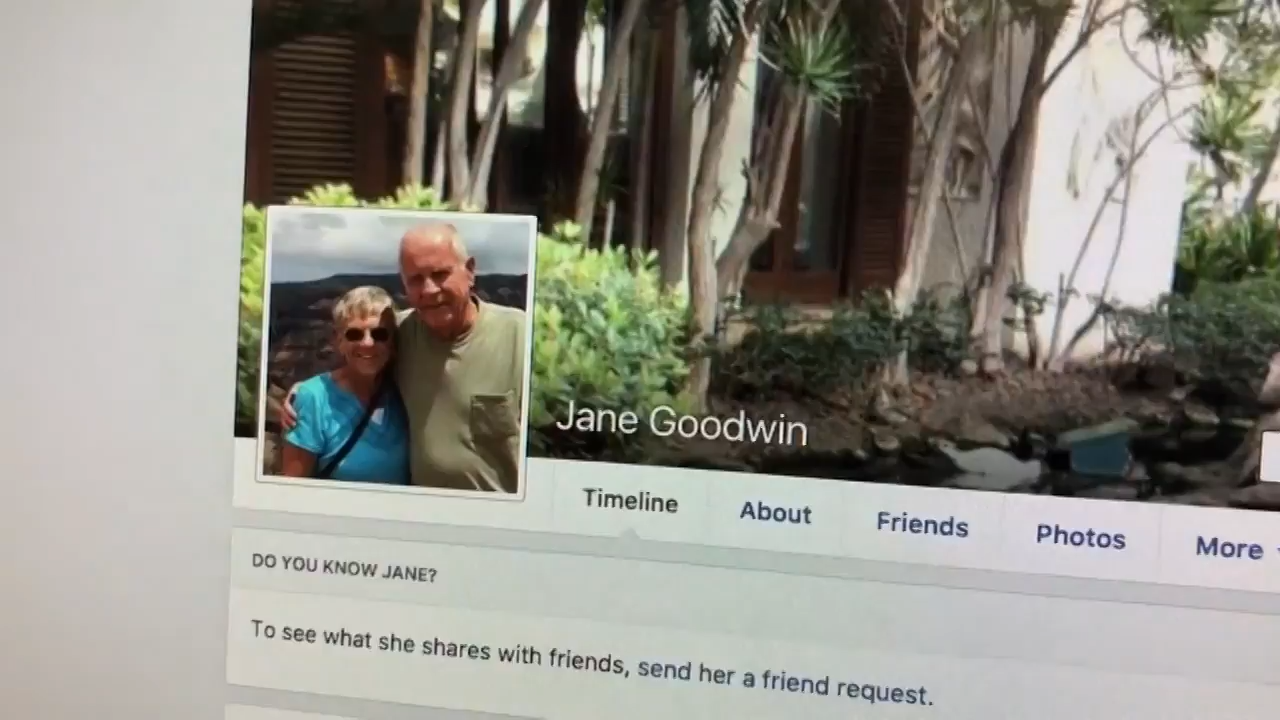 Jane Goodwin
Timeline About Friends Photos More
DO YOU KNOW JANE?
To see what she shares with friends, send her a friend request.